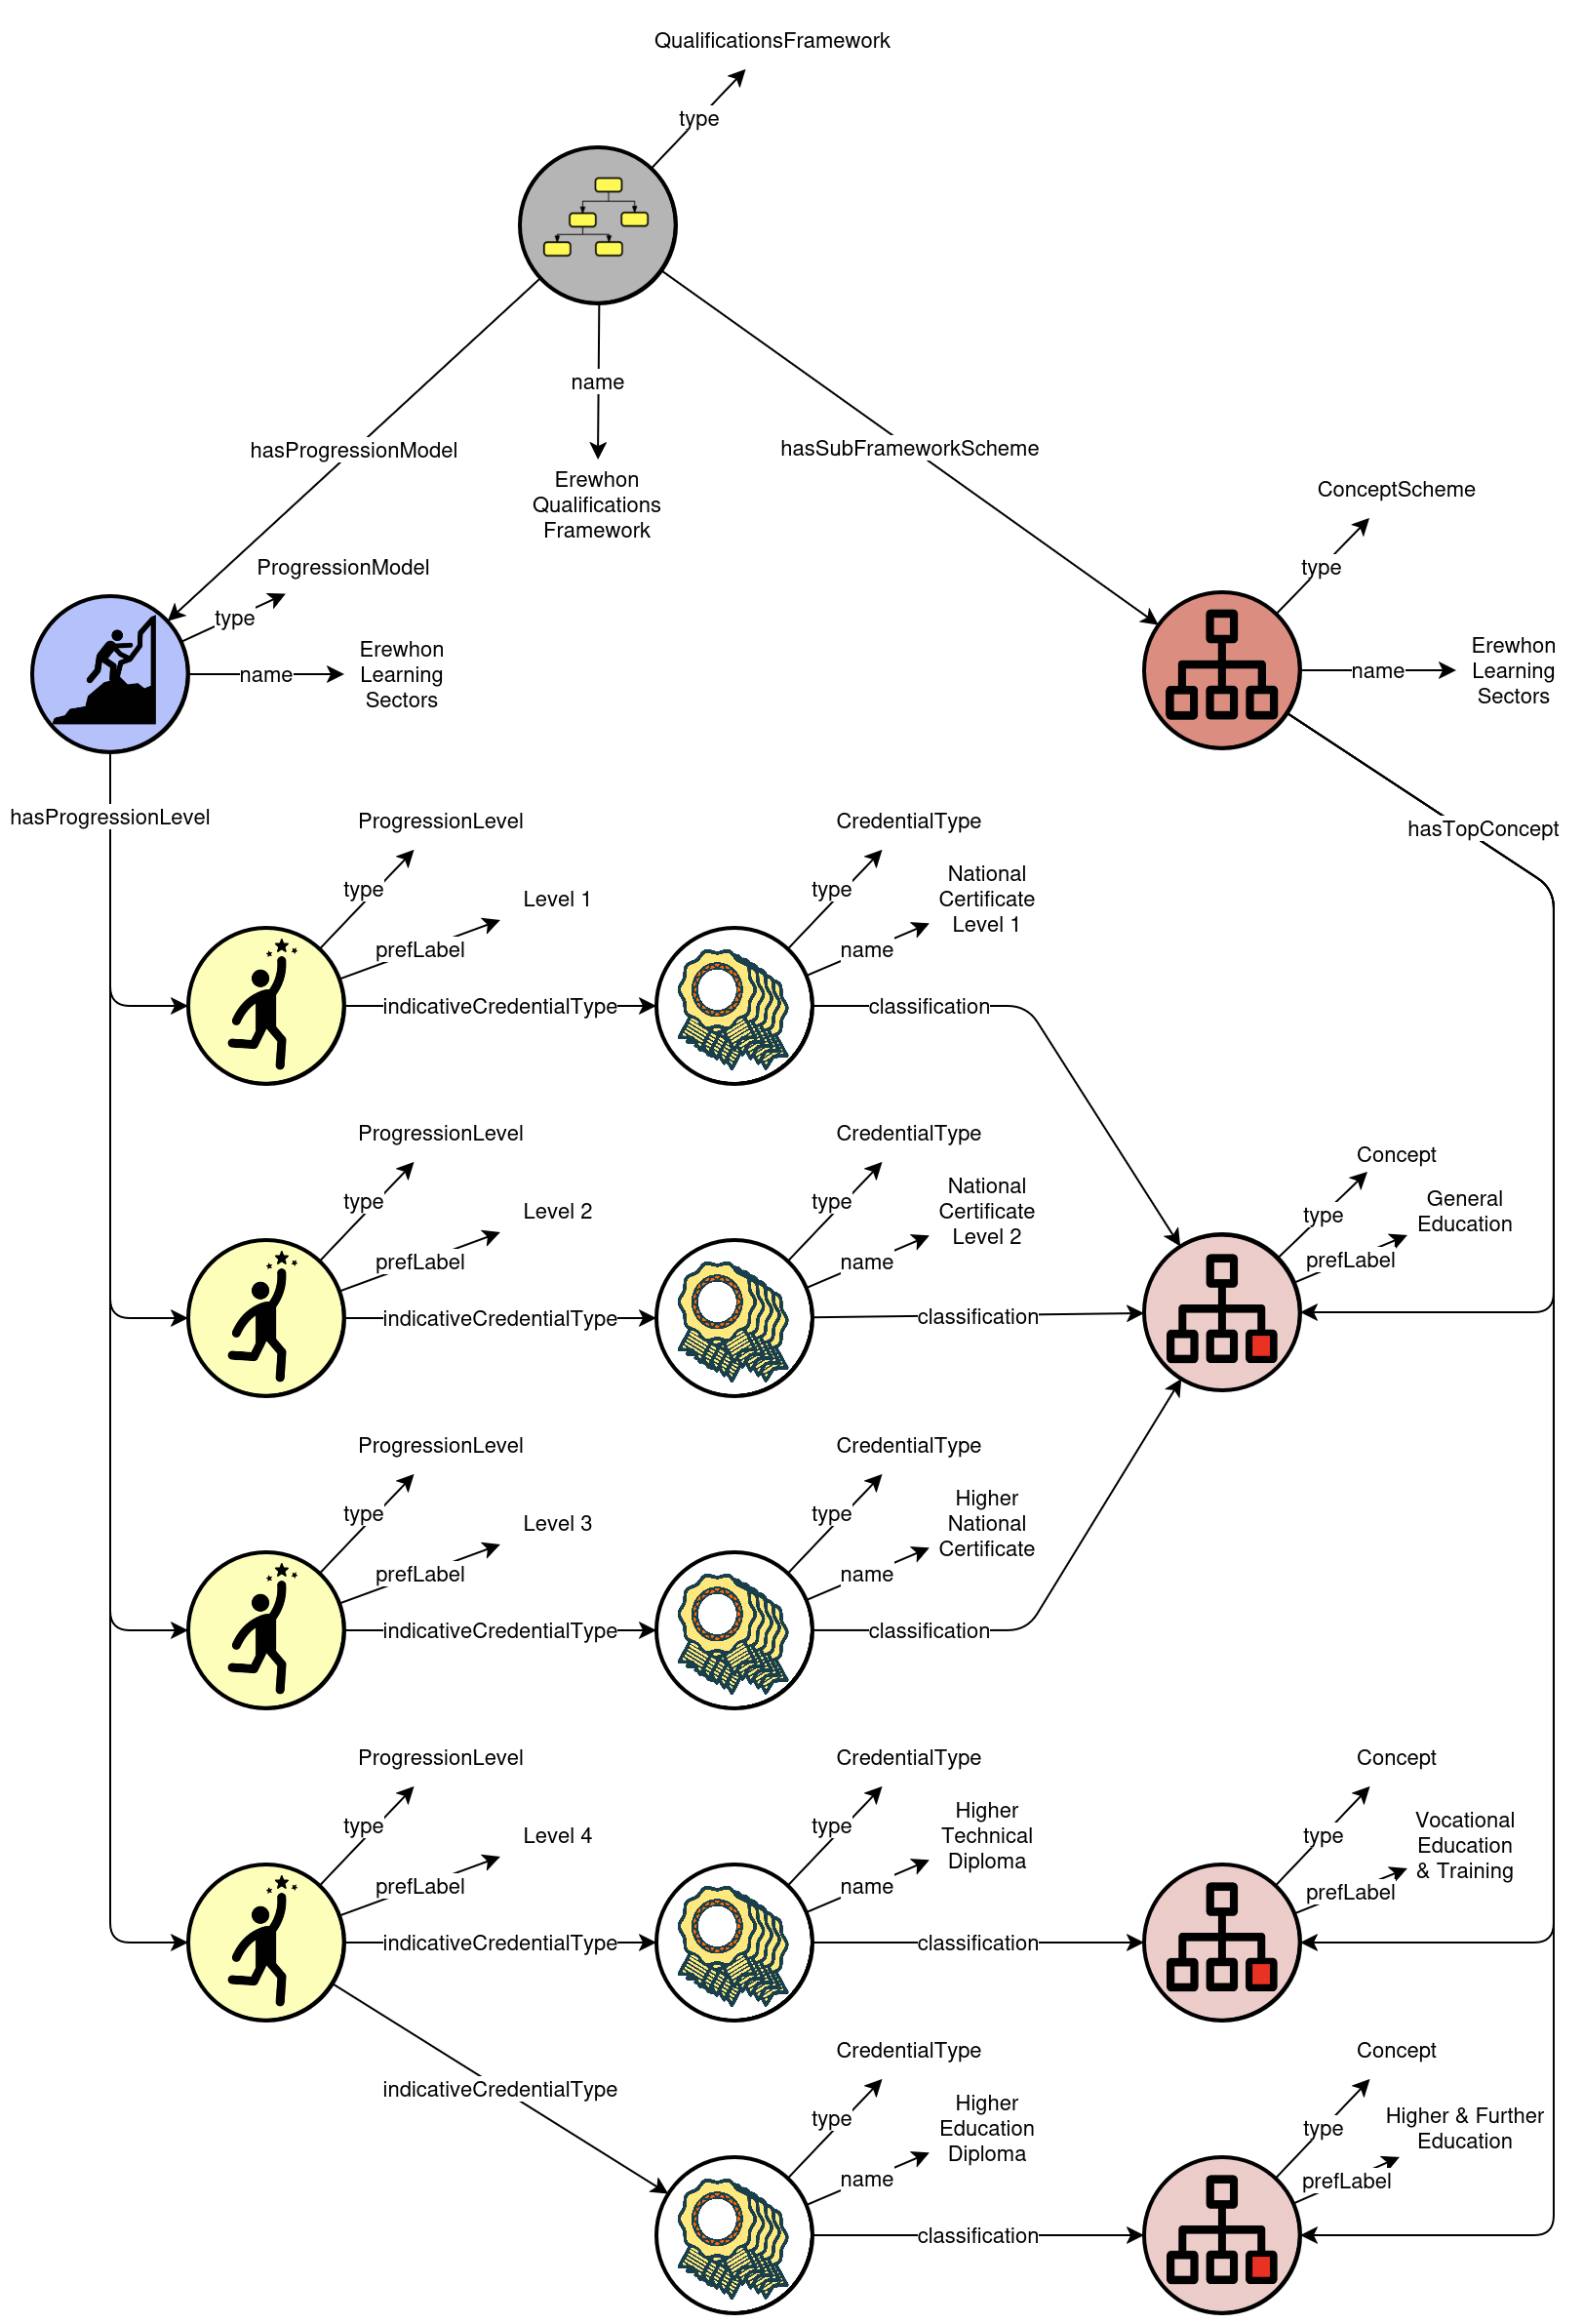 QualificationsFramework
type
name
hasProgressionModel
hasSubFrameworkScheme
Erewhon
Qualifications
Framework
ConceptScheme
type
name
Erewhon
Learning
Sectors
ProgressionModel
type
name
Erewhon
Learning
Sectors
hasProgressionLevel
hasTopConcept
ProgressionLevel
type
Level 1
prefLabel
indicativeCredentialType
CredentialType
type
National
Certificate
Level 1
name
classification
ProgressionLevel
type
Level 2
prefLabel
indicativeCredentialType
CredentialType
type
National
Certificate
Level 2
name
classification
Concept
type
General
Education
prefLabel
ProgressionLevel
type
Level 3
prefLabel
indicativeCredentialType
CredentialType
type
Higher
National
Certificate
name
classification
ProgressionLevel
type
Level 4
prefLabel
indicativeCredentialType
CredentialType
type
Higher
Technical
Diploma
name
classification
Concept
type
Vocational
Education
& Training
prefLabel
indicativeCredentialType
CredentialType
type
Higher
Education
Diploma
name
classification
Concept
type
Higher & Further
Education
prefLabel